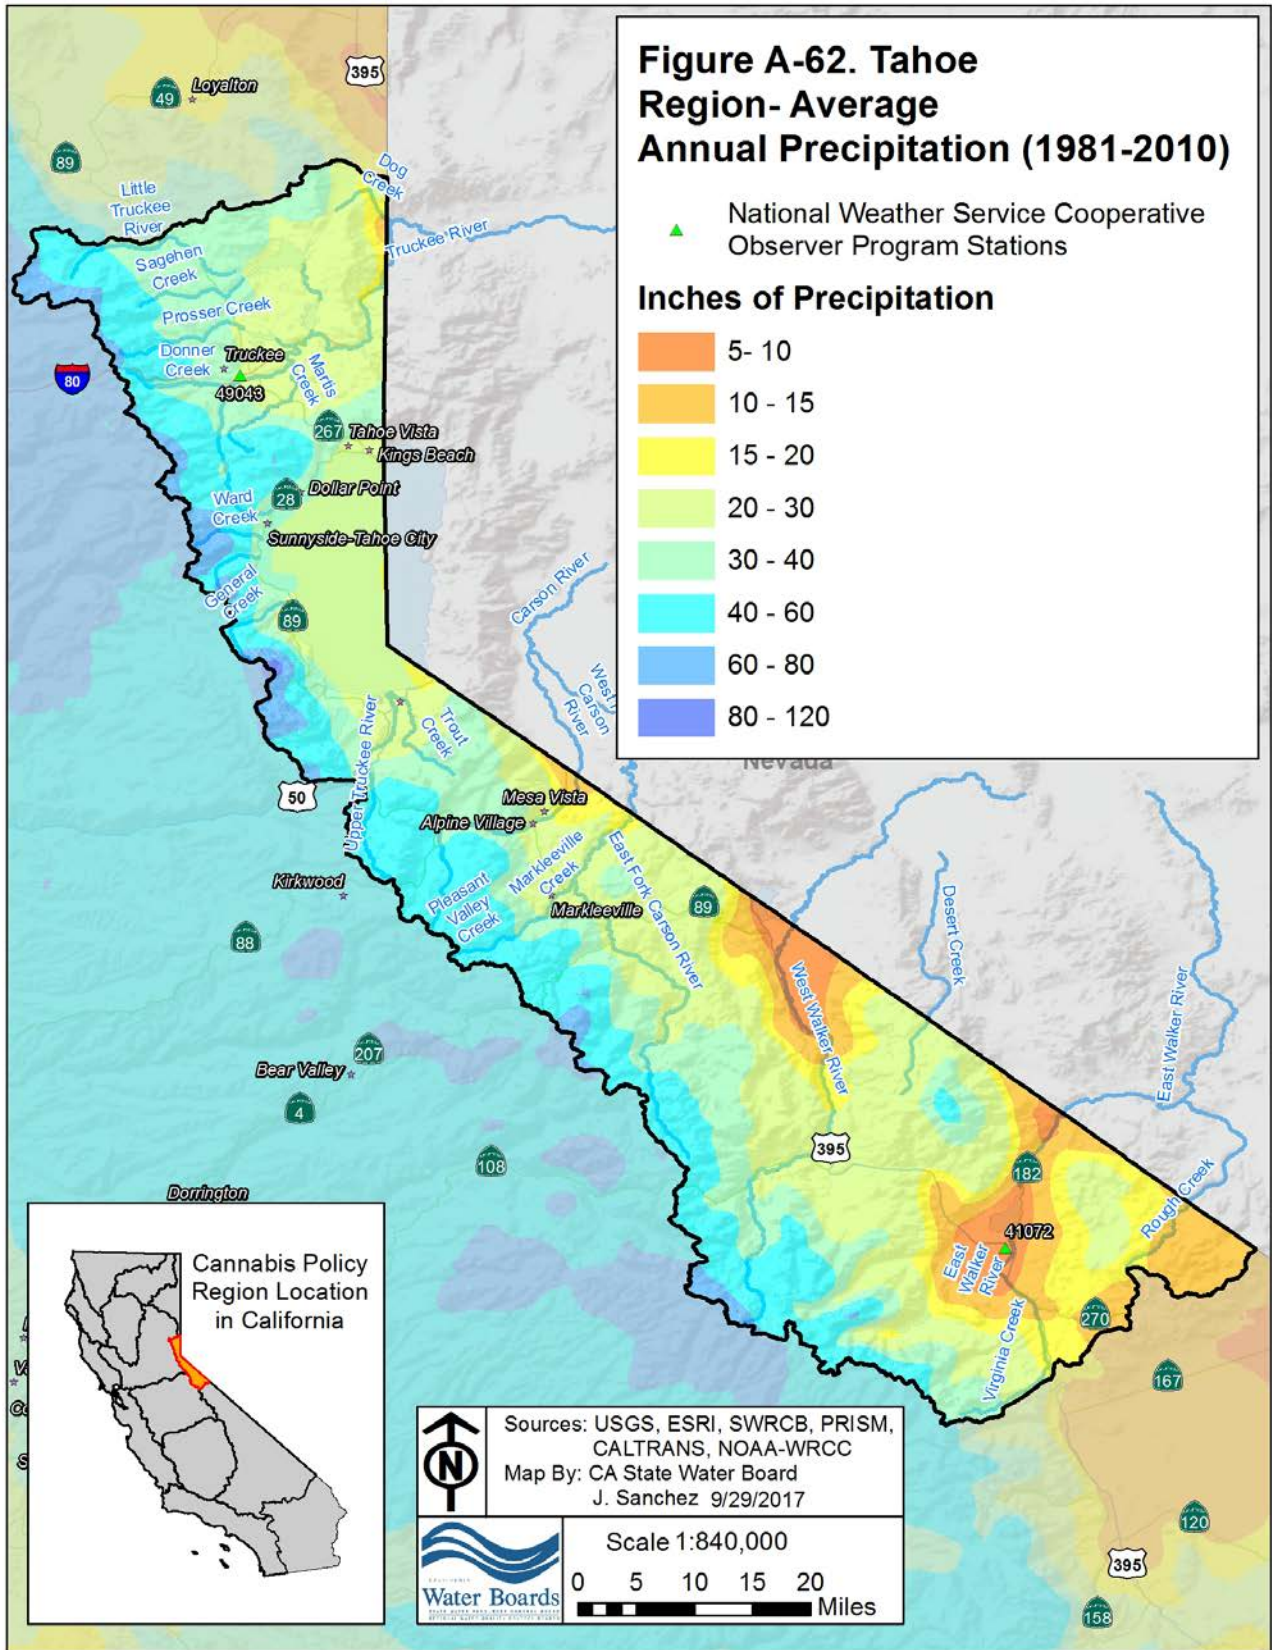 Figure A-62. Tahoe
Region- Average
Annual Precipitation (1981-2010)
National Weather Service Cooperative
Observer Program Stations
Inches of Precipitation
5- 10
10 - 15
15 - 20
20 - 30
30 - 40
40 - 60
60 - 80
80 - 120
Nevada
395
49
Loyalton
89
Dog
Creek
Little
Truckee
River
Truckee River
Sagehen
Creek
Prosser Creek
Donner
Creek
Truckee
Martis
Creek
80
49043
267
Tahoe Vista
Kings Beach
28
Dollar Point
Ward
Creek
Sunnyside-Tahoe City
General
Creek
89
Carson River
West
Carson
River
Upper Truckee River
Trout
Creek
50
Mesa Vista
Alpine Village
Markleeville
Creek
East Fork Carson River
Kirkwood
Pleasant
Valley
Creek
Markleeville
89
88
West Walker River
Desert Creek
East Walker River
207
Bear Valley
4
108
395
182
Rough Creek
41072
East
Walker
River
Virginia Creek
270
167
120
395
158
Dorrington
Cannabis Policy
Region Location
in California
N
Sources: USGS, ESRI, SWRCB, PRISM,
CALTRANS, NOAA-WRCC
Map By: CA State Water Board
J. Sanchez 9/29/2017
Water Boards
Scale 1:840,000
0 5 10 15 20
Miles